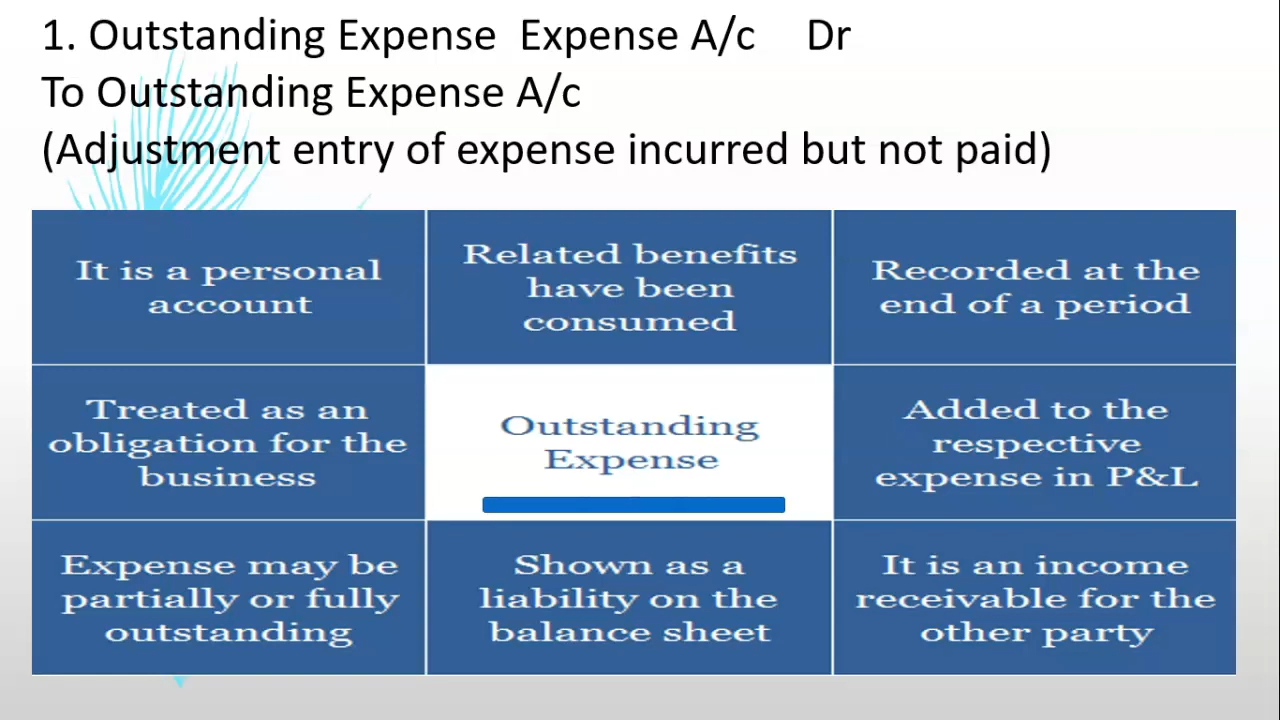 1. Outstanding Expense  Expense A/c    Dr
To Outstanding Expense A/c
(Adjustment entry of expense incurred but not paid)
It is a personal
account
Related benefits
have been
consumed
Recorded at the
end of a period
Treated as an
obligation for the
business
Outstanding
Expense
Added to the
respective
expense in P&L
Expense may be
partially or fully
outstanding
Shown as a
liability on the
balance sheet
It is an income
receivable for the
other party